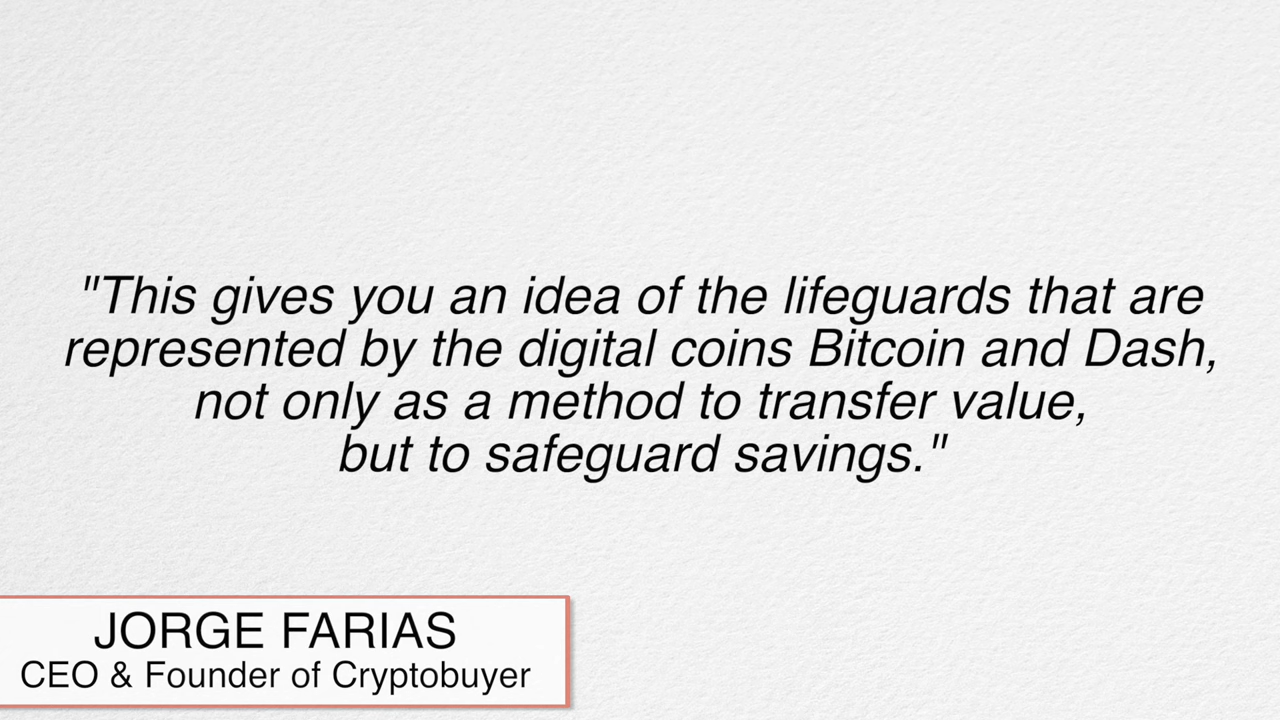 "This gives you an idea of the lifeguards that are
represented by the digital coins Bitcoin and Dash,
not only as a method to transfer value,
but to safeguard savings."
JORGE FARIAS
CEO & Founder of Cryptobuyer